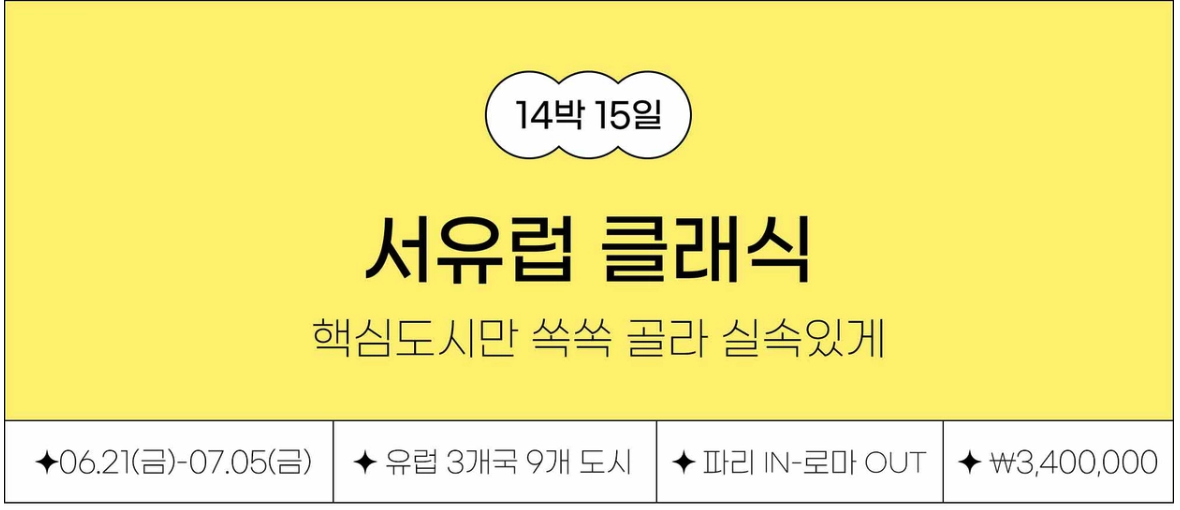 14박 15일
서유럽 클래식
핵심도시만 쏙쏙 골라 실속있게
✦06.21(금)-07.05(금)
✦ 유럽 3개국 9개 도시
✦ 파리 IN-로마 OUT
✦ ₩3,400,000